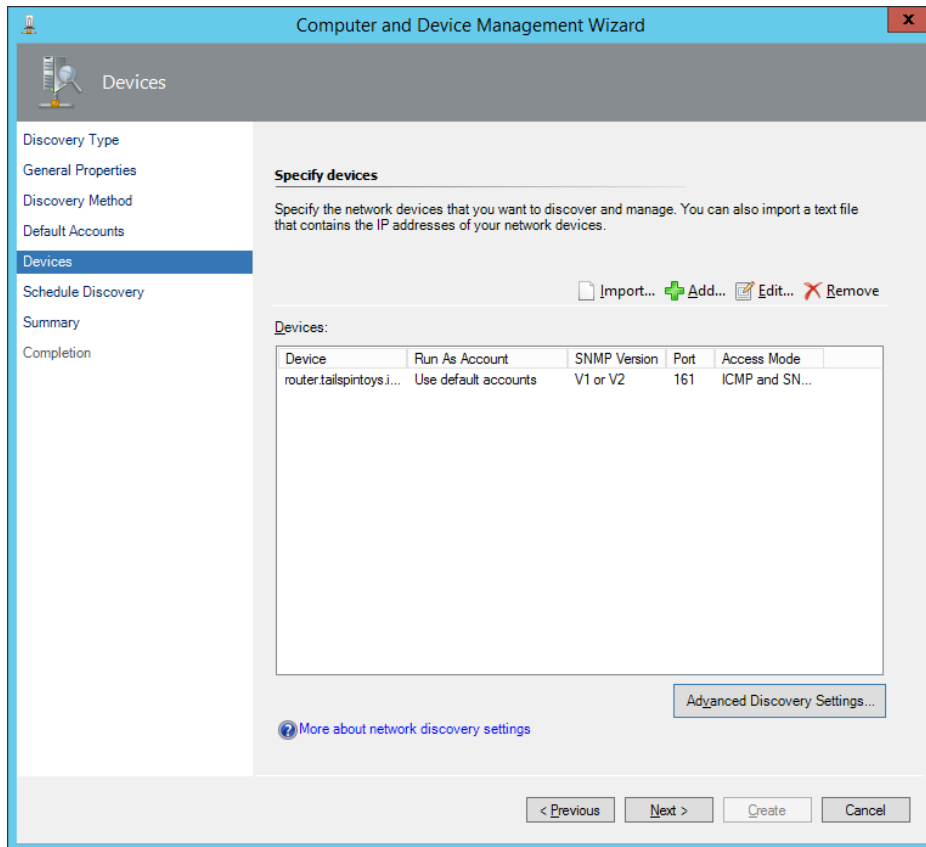 Computer and Device Management Wizard
x
Devices
Discovery Type
General Properties
Discovery Method
Default Accounts
Devices
Schedule Discovery
Summary
Completion
Specify devices
Specify the network devices that you want to discover and manage. You can also import a text file
that contains the IP addresses of your network devices.
Import... Add... Edit... Remove
Devices:
Device Run As Account SNMP Version Port Access Mode
router.tailspintoys.i... Use default accounts V1 or V2 161 ICMP and SN...
Advanced Discovery Settings...
? More about network discovery settings
< Previous Next > Create Cancel